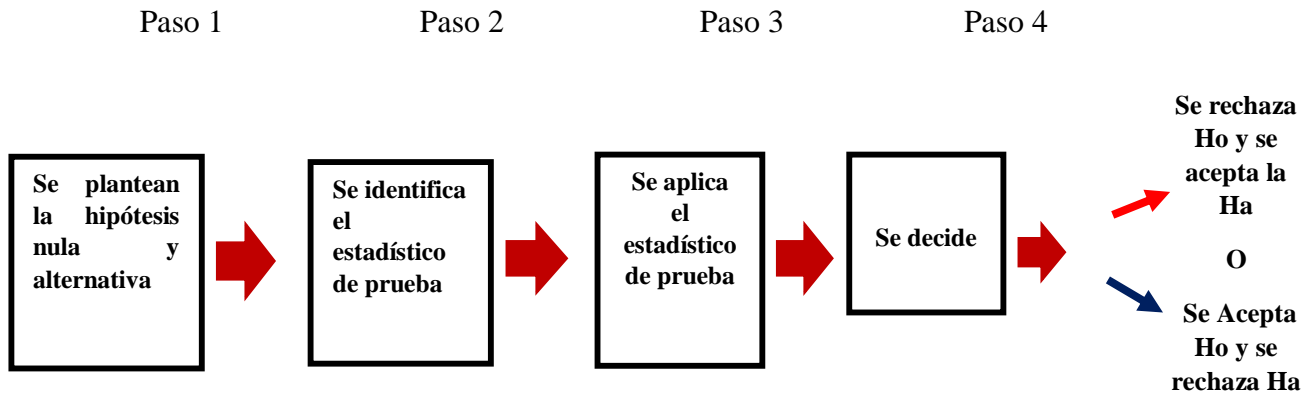 Paso 1
Paso 2
Paso 3
Paso 4
Se plantean
la hipótesis
nula y
alternativa
Se identifica
el
estadístico
de prueba
Se aplica
el
estadístico
de prueba
Se decide
Se rechaza
Ho y se
acepta la
Ha
O
Se Acepta
Ho y se
rechaza Ha